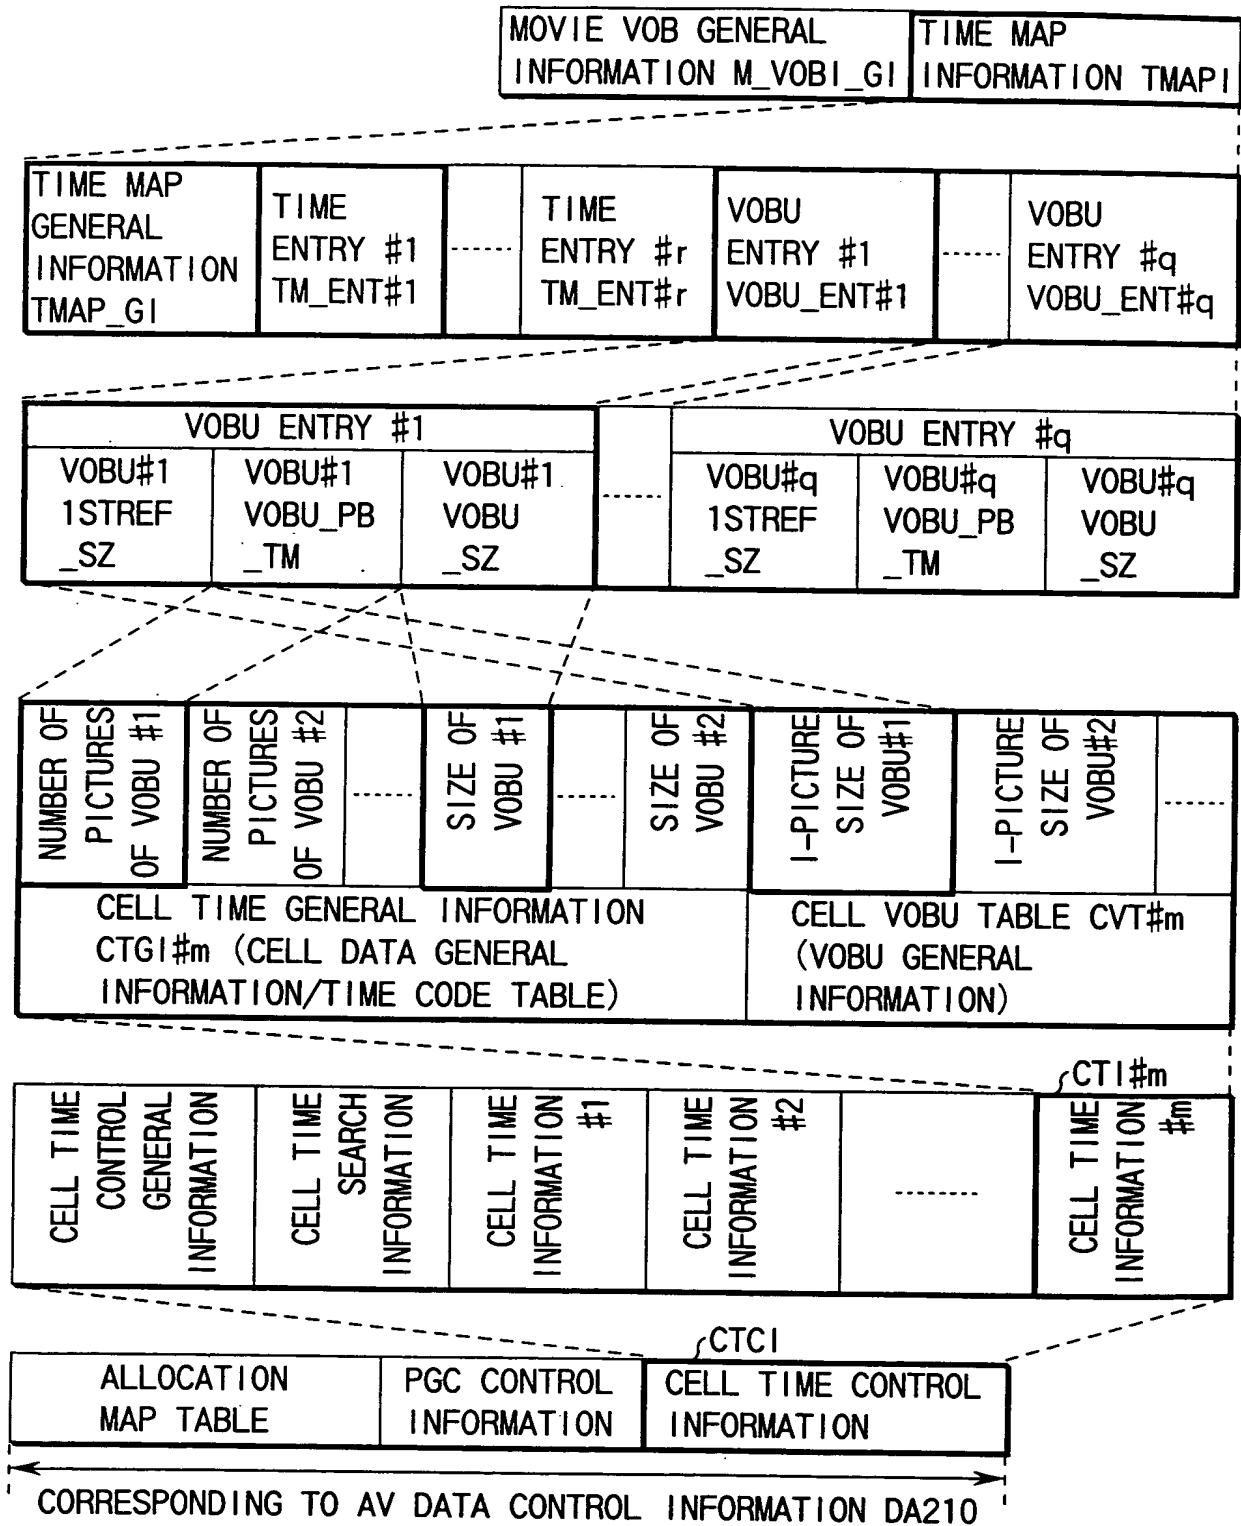 MOVIE VOB GENERAL
INFORMATION M_VOBI_GI
TIME MAP
INFORMATION TMAPI
TIME MAP
GENERAL
INFORMATION
TMAP_GI
TIME
ENTRY #1
TM_ENT#1
........
TIME
ENTRY #r
TM_ENT#r
VOBU
ENTRY #1
VOBU_ENT#1
........
VOBU
ENTRY #q
VOBU_ENT#q
VOBU ENTRY #1
VOBU#1
1STREF
_SZ
VOBU#1
VOBU_PB
_TM
VOBU#1
VOBU
_SZ
........
VOBU ENTRY #q
VOBU#q
1STREF
_SZ
VOBU#q
VOBU_PB
_TM
VOBU#q
VOBU
_SZ
NUMBER OF
PICTURES
OF VOBU #1
NUMBER OF
PICTURES
OF VOBU #2
........
SIZE OF
VOBU #1
........
SIZE OF
VOBU #2
I-PICTURE
SIZE OF
VOBU#1
I-PICTURE
SIZE OF
VOBU#2
........
CELL TIME GENERAL INFORMATION
CTGI#m (CELL DATA GENERAL
INFORMATION/TIME CODE TABLE)
CELL VOBU TABLE CVT#m
(VOBU GENERAL
INFORMATION)
CTI#m
CELL TIME
CONTROL
GENERAL
INFORMATION
CELL TIME
SEARCH
INFORMATION
CELL TIME
INFORMATION
#1
CELL TIME
INFORMATION
#2
........
CELL TIME
INFORMATION
#m
CTCI
ALLOCATION
MAP TABLE
PGC CONTROL
INFORMATION
CELL TIME CONTROL
INFORMATION
CORRESPONDING TO AV DATA CONTROL INFORMATION DA210